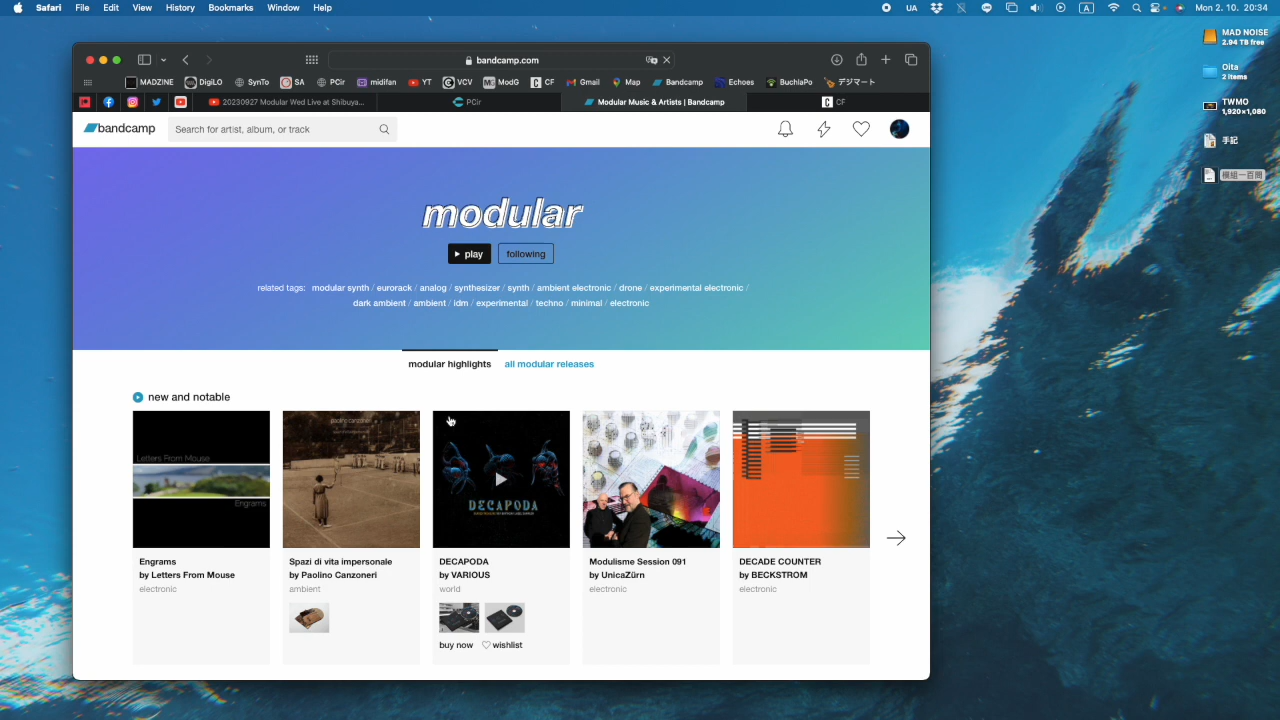 Safari File Edit View History Bookmarks Window Help
UA A Mon 2. 10. 20:34
MAD NOISE
2.94 TB free
Oita
2 items
TWMO
1,920×1,080
手記
模組一百問
bandcamp.com
MADZINE DigiLO SynTo SA PCir midifan YT VCV ModG CF Gmail Map Bandcamp Echoes BuchlaPo デジマート
20230927 Modular Wed Live at Shibuya... PCir Modular Music & Artists | Bandcamp CF
bandcamp
Search for artist, album, or track
modular
play
following
related tags: modular synth / eurorack / analog / synthesizer / synth / ambient electronic / drone / experimental electronic /
dark ambient / ambient / idm / experimental / techno / minimal / electronic
modular highlights
all modular releases
new and notable
Letters From Mouse
Engrams
DECAPODA
Engrams
by Letters From Mouse
electronic
Spazi di vita impersonale
by Paolino Canzoneri
ambient
DECAPODA
by VARIOUS
world
buy now wishlist
Modulisme Session 091
by UnicaZürn
electronic
DECADE COUNTER
by BECKSTROM
electronic